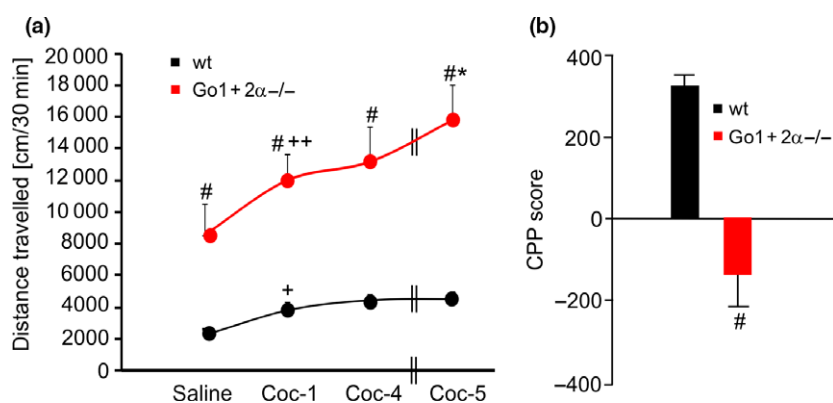 (a)
Distance travelled [cm/30 min]
20 000
18 000
16 000
14 000
12 000
10 000
8000
6000
4000
2000
0
wt
Go1 + 2α−/−
#
# ++
#
#*
+
Saline Coc-1 Coc-4 Coc-5
(b)
CPP score
400
200
0
−200
−400
wt
Go1 + 2α−/−
#